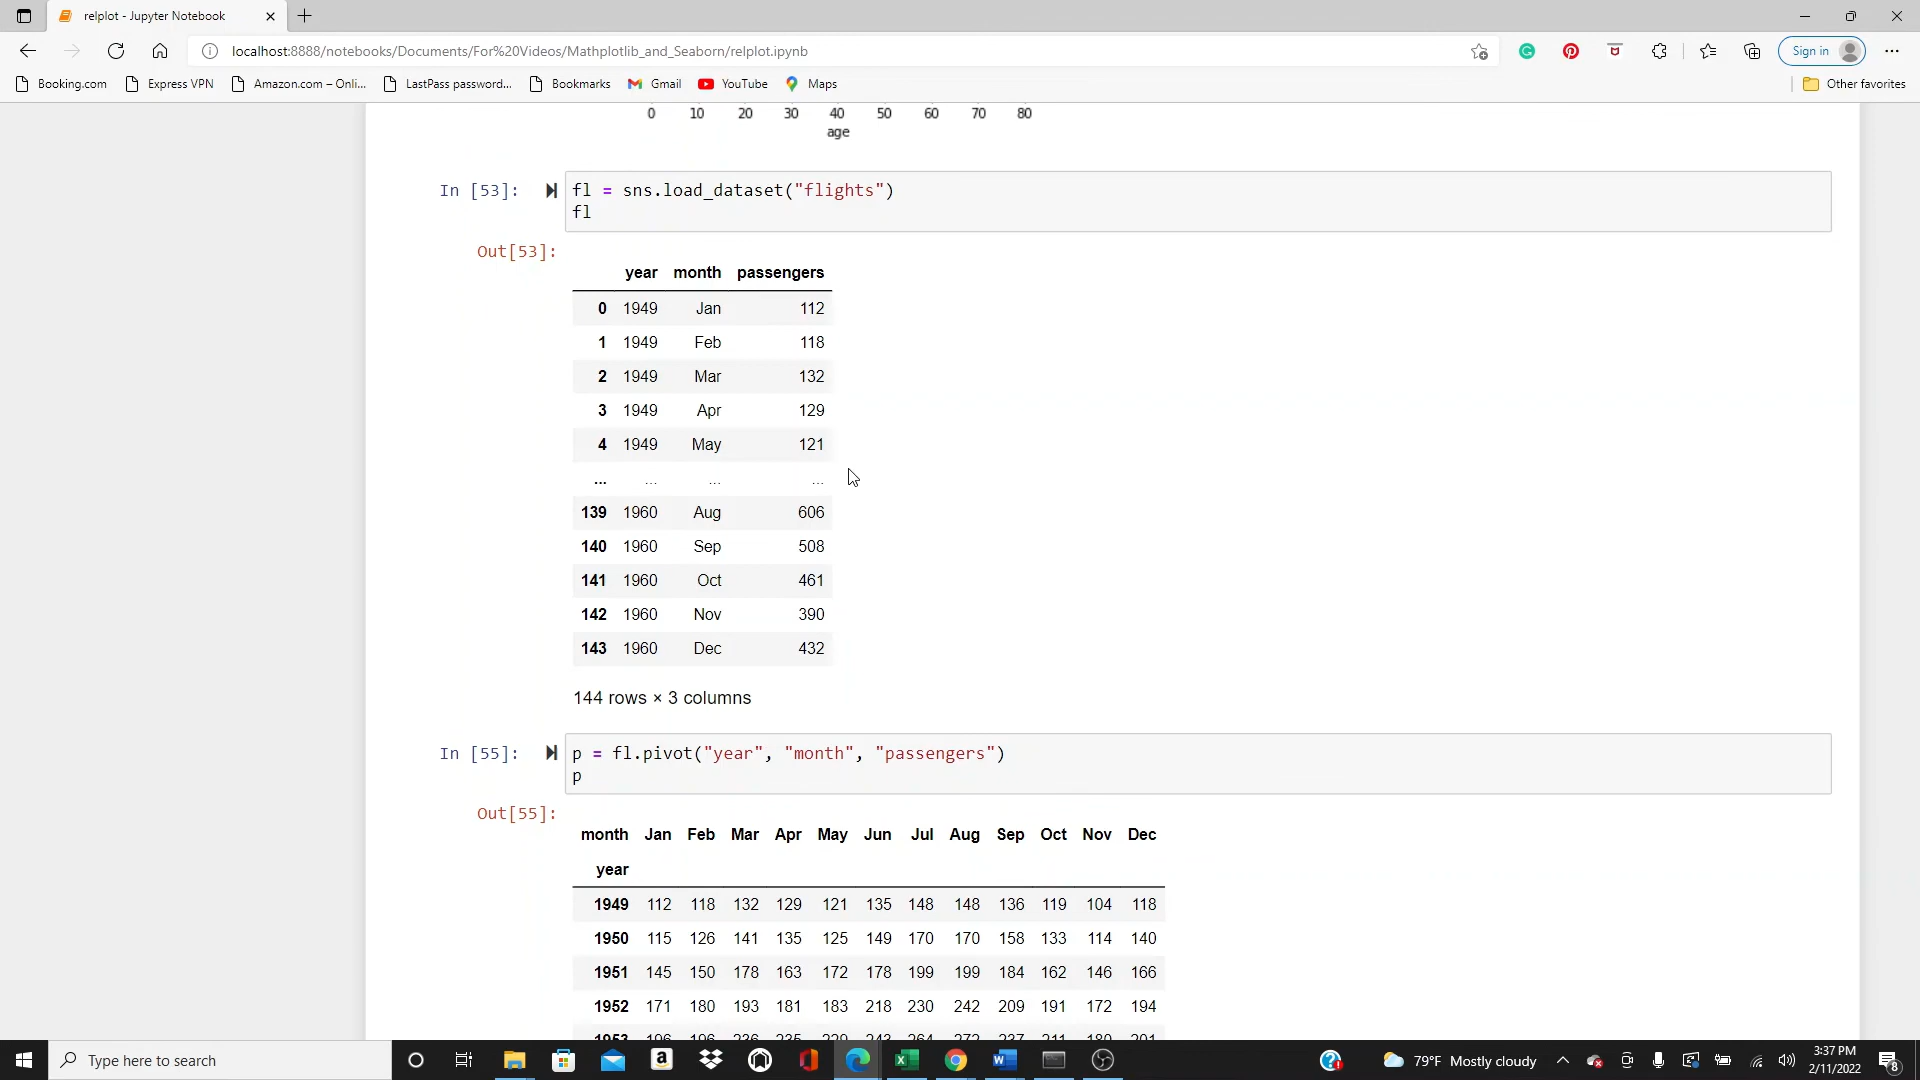 relplot - Jupyter Notebook
localhost:8888/notebooks/Documents/For%20Videos/Mathplotlib_and_Seaborn/relplot.ipynb
Sign in
Booking.com Express VPN Amazon.com – Onli... LastPass password... Bookmarks Gmail YouTube Maps Other favorites
0 10 20 30 40 50 60 70 80
age
In [53]: fl = sns.load_dataset("flights")
fl
Out[53]:
year month passengers
0 1949 Jan 112
1 1949 Feb 118
2 1949 Mar 132
3 1949 Apr 129
4 1949 May 121
... ... ... ...
139 1960 Aug 606
140 1960 Sep 508
141 1960 Oct 461
142 1960 Nov 390
143 1960 Dec 432
144 rows × 3 columns
In [55]: p = fl.pivot("year", "month", "passengers")
p
Out[55]:
month Jan Feb Mar Apr May Jun Jul Aug Sep Oct Nov Dec
year
1949 112 118 132 129 121 135 148 148 136 119 104 118
1950 115 126 141 135 125 149 170 170 158 133 114 140
1951 145 150 178 163 172 178 199 199 184 162 146 166
1952 171 180 193 181 183 218 230 242 209 191 172 194
Type here to search
79°F Mostly cloudy
3:37 PM
2/11/2022
8